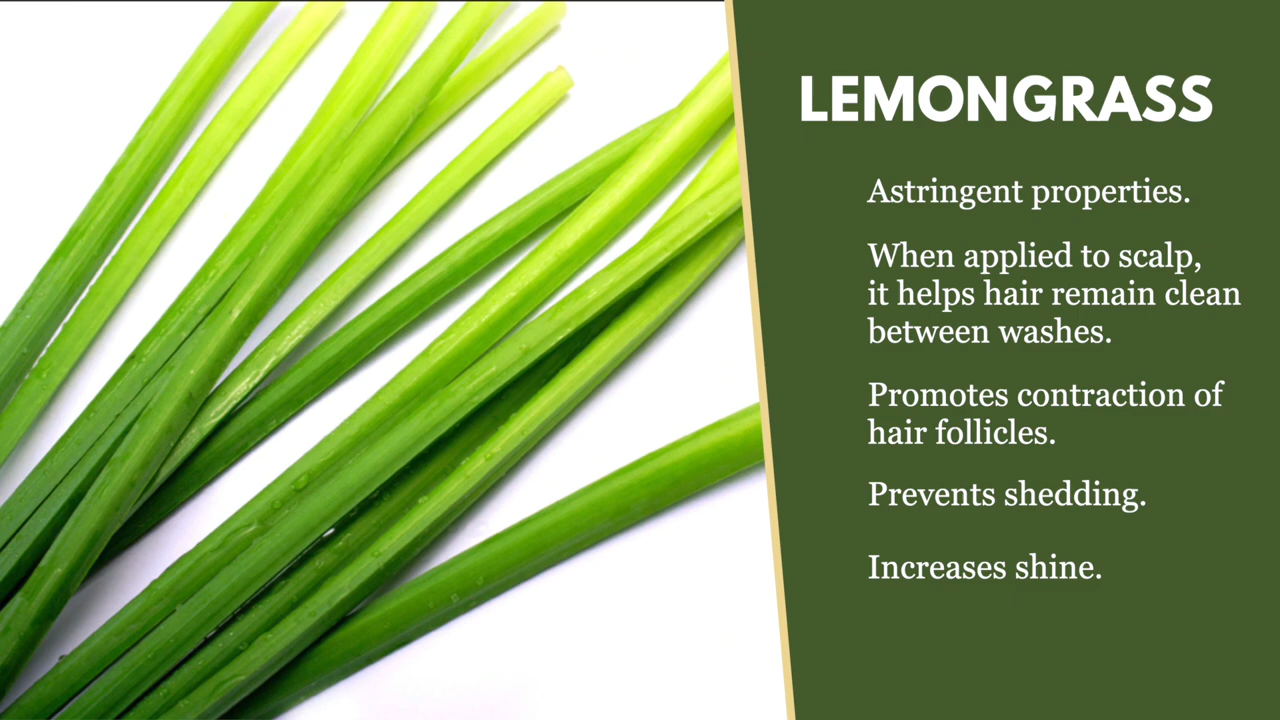 LEMONGRASS
Astringent properties.
When applied to scalp,
it helps hair remain clean
between washes.
Promotes contraction of
hair follicles.
Prevents shedding.
Increases shine.